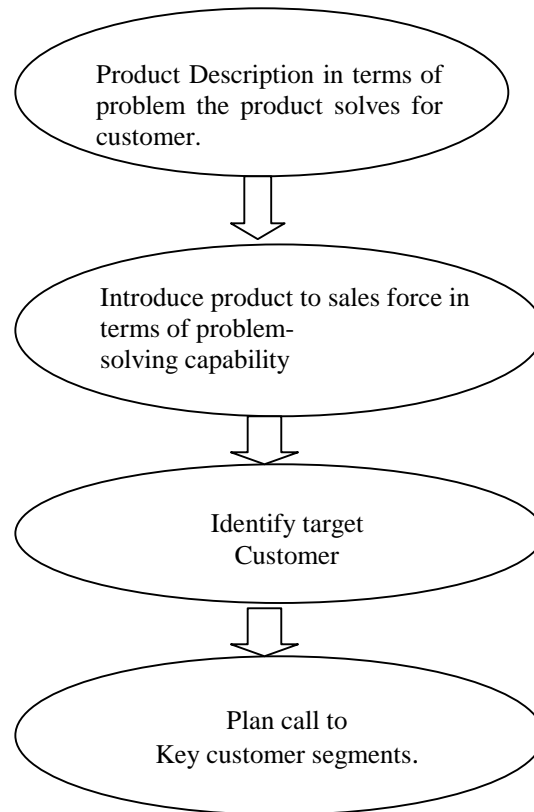 Product Description in terms of
problem the product solves for
customer.
Introduce product to sales force in
terms of problem-
solving capability
Identify target
Customer
Plan call to
Key customer segments.